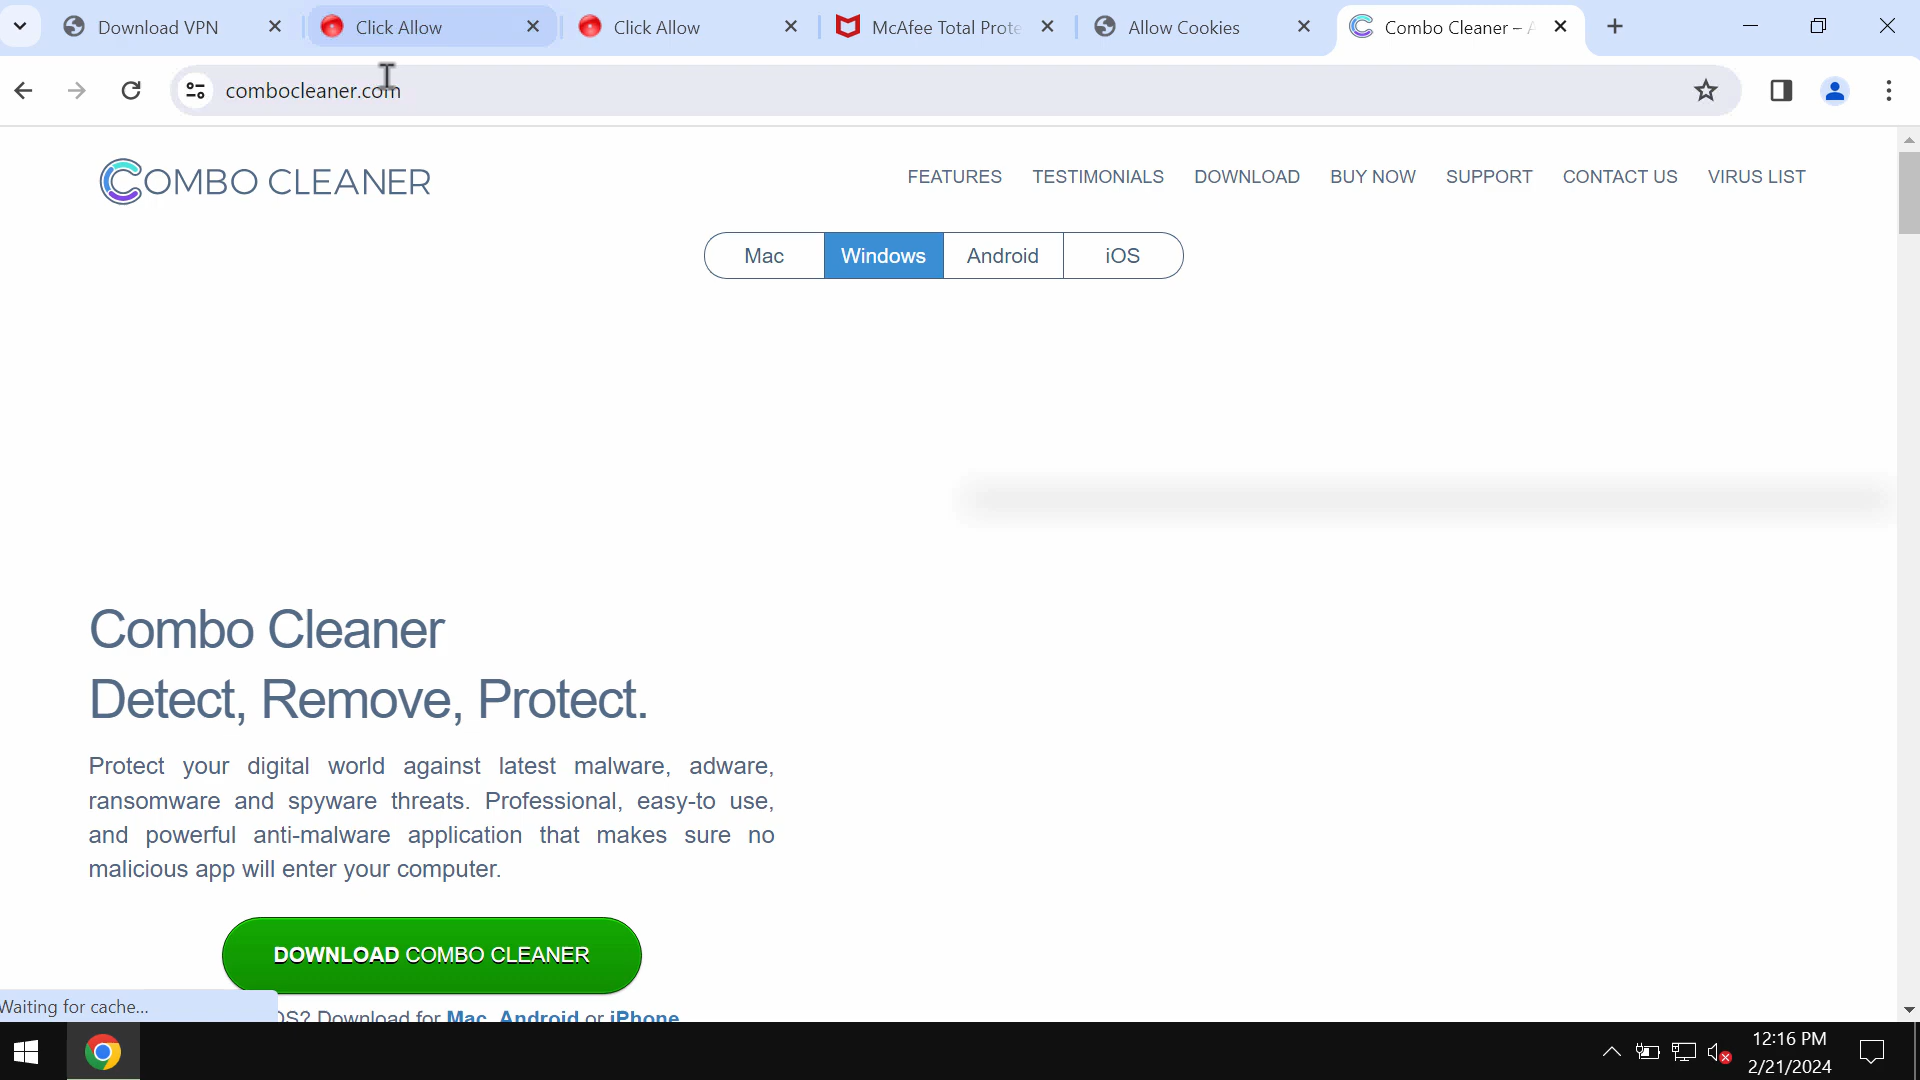 Download VPN
Click Allow
Click Allow
McAfee Total Prote
Allow Cookies
Combo Cleaner –
combocleaner.com
COMBO CLEANER
FEATURES TESTIMONIALS DOWNLOAD BUY NOW SUPPORT CONTACT US VIRUS LIST
Mac Windows Android iOS
Combo Cleaner
Detect, Remove, Protect.
Protect your digital world against latest malware, adware,
ransomware and spyware threats. Professional, easy-to use,
and powerful anti-malware application that makes sure no
malicious app will enter your computer.
DOWNLOAD COMBO CLEANER
OS? Download for Mac, Android or iPhone
Waiting for cache...
12:16 PM
2/21/2024